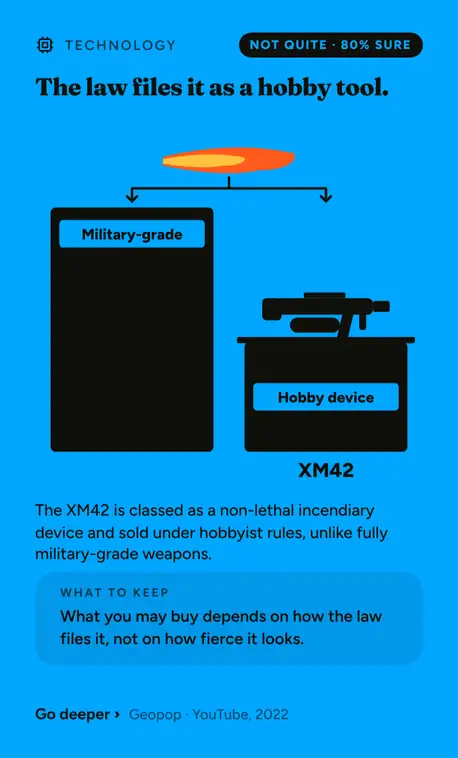 TECHNOLOGY
NOT QUITE · 80% SURE
The law files it as a hobby tool.
Military-grade
Hobby device
XM42
The XM42 is classed as a non-lethal incendiary
device and sold under hobbyist rules, unlike fully
military-grade weapons.
WHAT TO KEEP
What you may buy depends on how the law
files it, not on how fierce it looks.
Go deeper › Geopop · YouTube, 2022